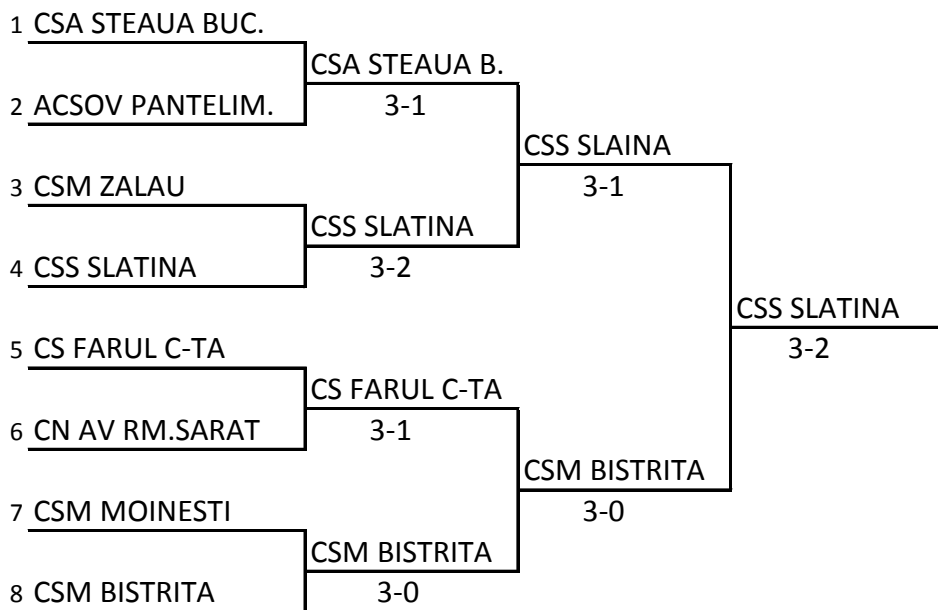 1 CSA STEAUA BUC.
CSA STEAUA B.
2 ACSOV PANTELIM.
3-1
CSS SLAINA
3 CSM ZALAU
3-1
CSS SLATINA
4 CSS SLATINA
3-2
CSS SLATINA
5 CS FARUL C-TA
3-2
CS FARUL C-TA
6 CN AV RM.SARAT
3-1
CSM BISTRITA
7 CSM MOINESTI
3-0
CSM BISTRITA
8 CSM BISTRITA
3-0